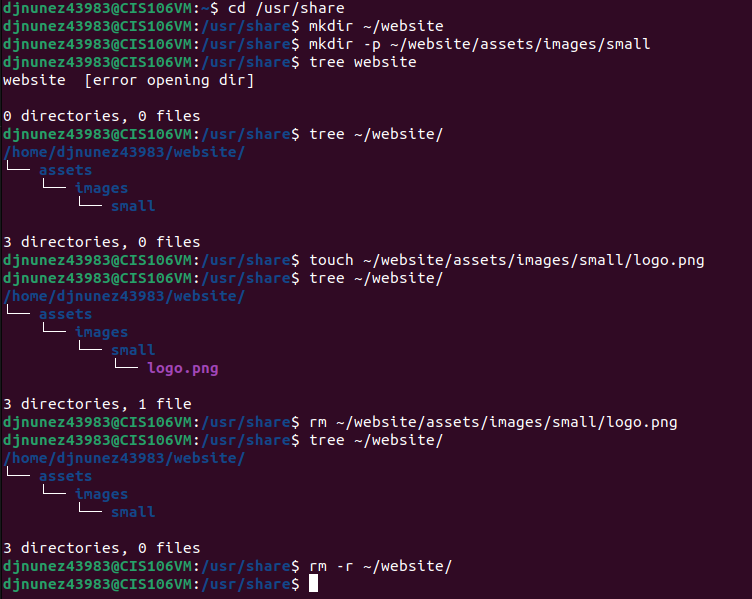 djnunez43983@CIS106VM:~$ cd /usr/share
djnunez43983@CIS106VM:/usr/share$ mkdir ~/website
djnunez43983@CIS106VM:/usr/share$ mkdir -p ~/website/assets/images/small
djnunez43983@CIS106VM:/usr/share$ tree website
website  [error opening dir]

0 directories, 0 files
djnunez43983@CIS106VM:/usr/share$ tree ~/website/
/home/djnunez43983/website/
└── assets
    └── images
        └── small

3 directories, 0 files
djnunez43983@CIS106VM:/usr/share$ touch ~/website/assets/images/small/logo.png
djnunez43983@CIS106VM:/usr/share$ tree ~/website/
/home/djnunez43983/website/
└── assets
    └── images
        └── small
            └── logo.png

3 directories, 1 file
djnunez43983@CIS106VM:/usr/share$ rm ~/website/assets/images/small/logo.png
djnunez43983@CIS106VM:/usr/share$ tree ~/website/
/home/djnunez43983/website/
└── assets
    └── images
        └── small

3 directories, 0 files
djnunez43983@CIS106VM:/usr/share$ rm -r ~/website/
djnunez43983@CIS106VM:/usr/share$